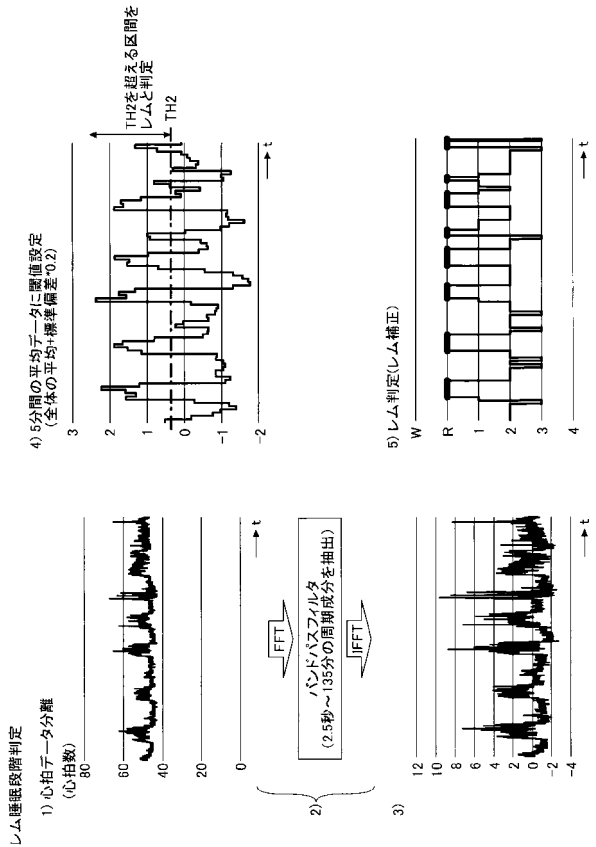 レム睡眠段階判定
1) 心拍データ分離
(心拍数)
80
60
40
20
0
t
2)
FFT
バンドパスフィルタ
(2.5秒～135分の周期成分を抽出)
IFFT
3)
12
10
8
6
4
2
0
-2
-4
t
4) 5分間の平均データに閾値設定
(全体の平均+標準偏差*0.2)
3
2
1
0
-1
-2
TH2を超える区間を
レムと判定
TH2
t
5) レム判定(レム補正)
W
R
1
2
3
4
t